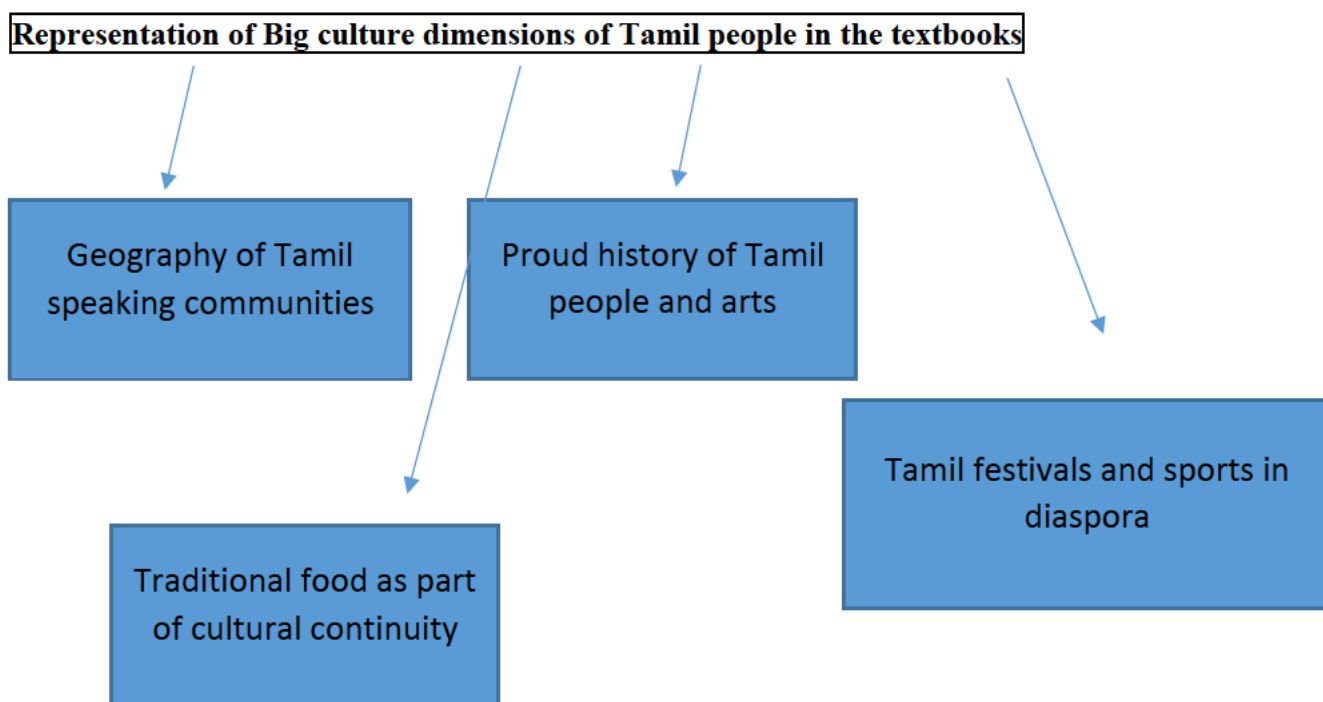 Representation of Big culture dimensions of Tamil people in the textbooks
Geography of Tamil
speaking communities
Proud history of Tamil
people and arts
Tamil festivals and sports in
diaspora
Traditional food as part
of cultural continuity